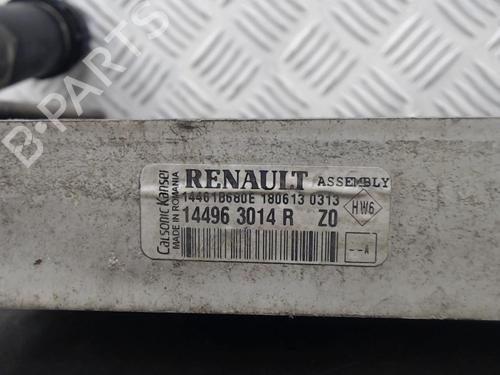 B-PARTS
Calsonic Kansei
MADE IN ROMANIA
RENAULT ASSEMBLY
14461B680E 180613 0313
14496 3014 R Z0
HW6
--A